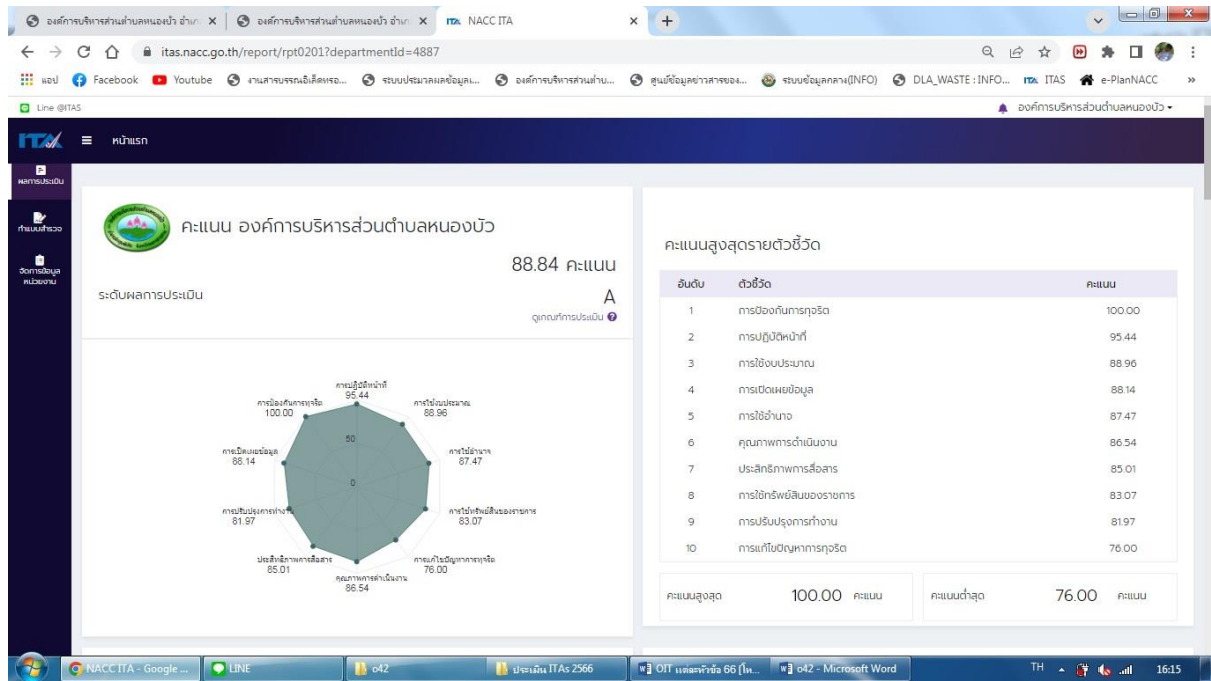 องค์การบริหารส่วนตำบลหนองบัว อำเภ
องค์การบริหารส่วนตำบลหนองบัว อำเภ
ITA NACC ITA
itas.nacc.go.th/report/rpt0201?departmentId=4887
แอป
Facebook
Youtube
งานสารบรรณอิเล็คทรอ...
ระบบประมวลผลข้อมูล...
องค์การบริหารส่วนตำบ...
ศูนย์ข้อมูลข่าวสารของ...
ระบบข้อมูลกลาง(INFO)
DLA_WASTE : INFO...
ITA ITAS
e-PlanNACC
»
Line @ITAS
องค์การบริหารส่วนตำบลหนองบัว
ITA
หน้าแรก
ผลการประเมิน
ทำแบบสำรวจ
จัดการข้อมูล
หน่วยงาน
คะแนน องค์การบริหารส่วนตำบลหนองบัว
88.84 คะแนน
ระดับผลการประเมิน
A
ดูเกณฑ์การประเมิน
การปฏิบัติหน้าที่
95.44
การใช้งบประมาณ
88.96
การใช้อำนาจ
87.47
การใช้ทรัพย์สินของราชการ
83.07
การแก้ไขปัญหาการทุจริต
76.00
คุณภาพการดำเนินงาน
86.54
ประสิทธิภาพการสื่อสาร
85.01
การปรับปรุงการทำงาน
81.97
การเปิดเผยข้อมูล
88.14
การป้องกันการทุจริต
100.00
50
0
คะแนนสูงสุดรายตัวชี้วัด
อันดับ ตัวชี้วัด คะแนน
1 การป้องกันการทุจริต 100.00
2 การปฏิบัติหน้าที่ 95.44
3 การใช้งบประมาณ 88.96
4 การเปิดเผยข้อมูล 88.14
5 การใช้อำนาจ 87.47
6 คุณภาพการดำเนินงาน 86.54
7 ประสิทธิภาพการสื่อสาร 85.01
8 การใช้ทรัพย์สินของราชการ 83.07
9 การปรับปรุงการทำงาน 81.97
10 การแก้ไขปัญหาการทุจริต 76.00
คะแนนสูงสุด 100.00 คะแนน
คะแนนต่ำสุด 76.00 คะแนน
NACC ITA - Google ...
LINE
o42
ประเมิน ITAs 2566
OIT แต่ละหัวข้อ 66 [โห...
o42 - Microsoft Word
TH
16:15